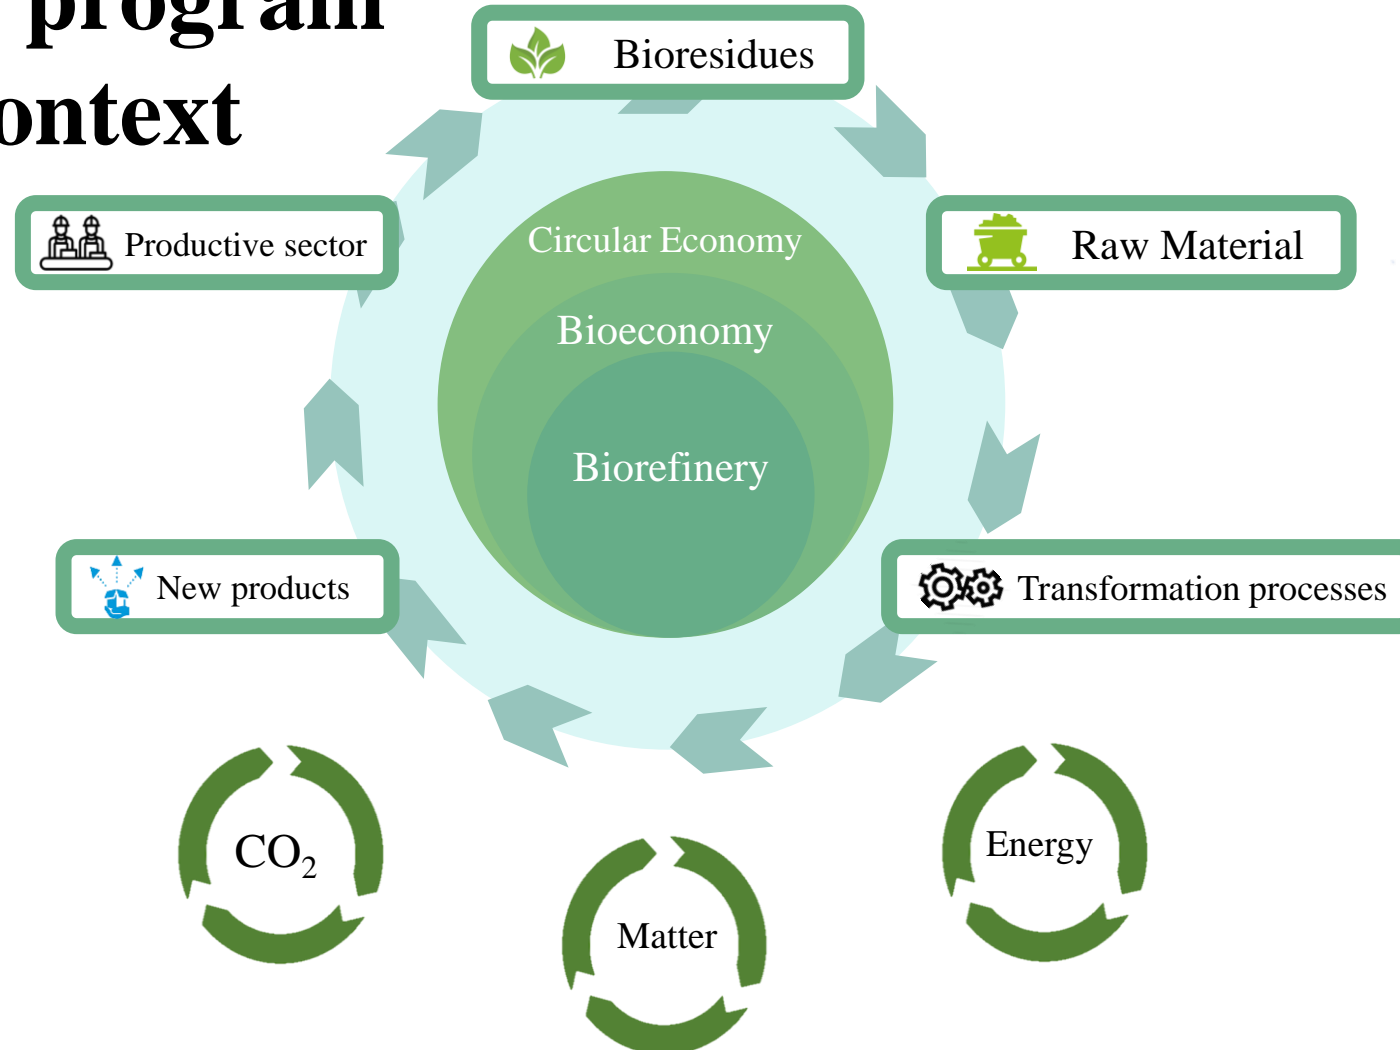 program
ontext
Bioresidues
Productive sector
Raw Material
Circular Economy
Bioeconomy
Biorefinery
New products
Transformation processes
CO₂
Energy
Matter